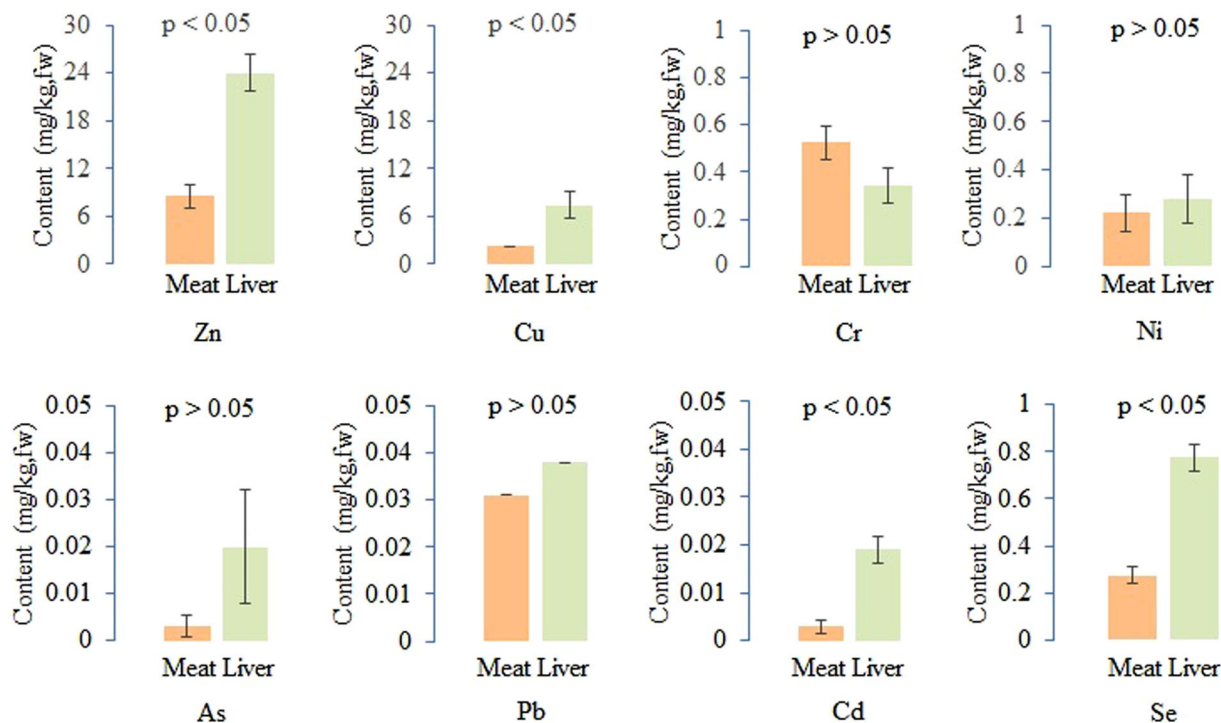 Content (mg/kg,fw)
30
24
18
12
6
0
p < 0.05
Meat Liver
Zn
Content (mg/kg,fw)
30
24
18
12
6
0
p < 0.05
Meat Liver
Cu
Content (mg/kg,fw)
1
0.8
0.6
0.4
0.2
0
p > 0.05
Meat Liver
Cr
Content (mg/kg,fw)
1
0.8
0.6
0.4
0.2
0
p > 0.05
Meat Liver
Ni
Content (mg/kg,fw)
0.05
0.04
0.03
0.02
0.01
0
p > 0.05
Meat Liver
As
Content (mg/kg,fw)
0.05
0.04
0.03
0.02
0.01
0
p > 0.05
Meat Liver
Pb
Content (mg/kg,fw)
0.05
0.04
0.03
0.02
0.01
0
p < 0.05
Meat Liver
Cd
Content (mg/kg,fw)
1
0.8
0.6
0.4
0.2
0
p < 0.05
Meat Liver
Se